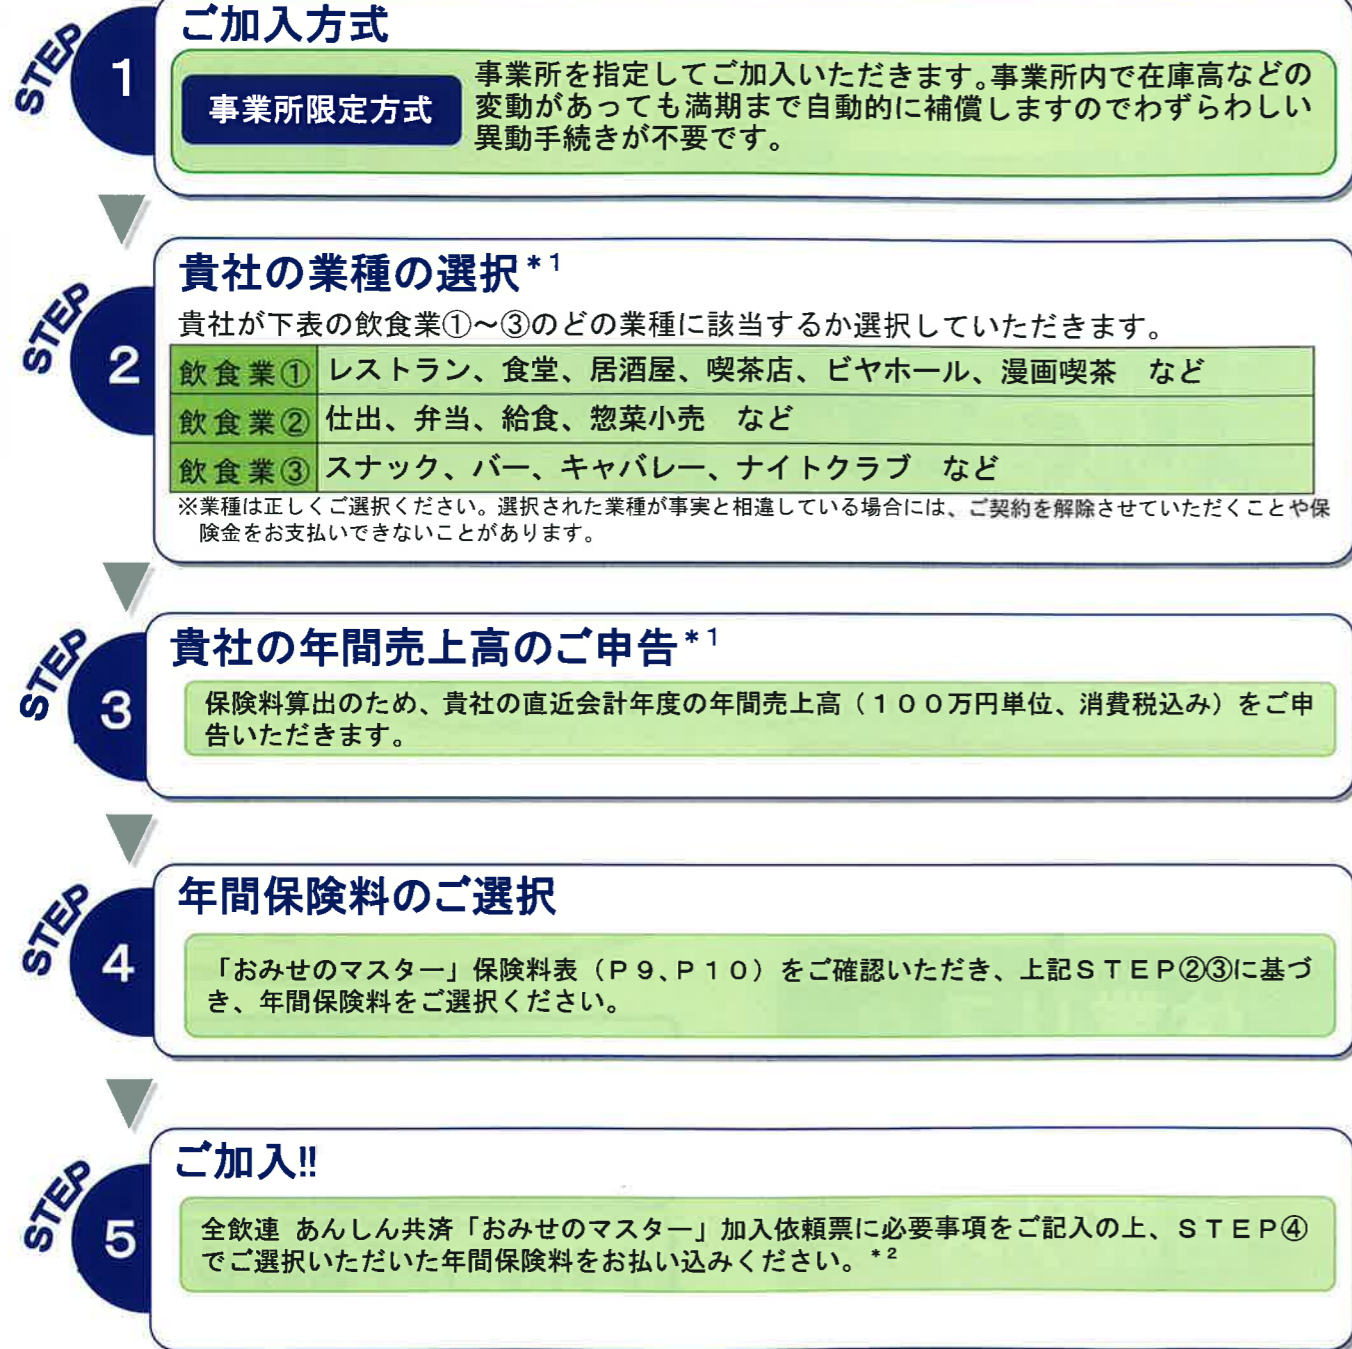 STEP 1
ご加入方式
事業所限定方式
事業所を指定してご加入いただきます。事業所内で在庫高などの
変動があっても満期まで自動的に補償しますのでわずらわしい
異動手続きが不要です。
STEP 2
貴社の業種の選択*1
貴社が下表の飲食業①～③のどの業種に該当するか選択していただきます。
飲食業① レストラン、食堂、居酒屋、喫茶店、ビヤホール、漫画喫茶　など
飲食業② 仕出、弁当、給食、惣菜小売　など
飲食業③ スナック、バー、キャバレー、ナイトクラブ　など
※業種は正しくご選択ください。選択された業種が事実と相違している場合には、ご契約を解除させていただくことや保
険金をお支払いできないことがあります。
STEP 3
貴社の年間売上高のご申告*1
保険料算出のため、貴社の直近会計年度の年間売上高（１００万円単位、消費税込み）をご申
告いただきます。
STEP 4
年間保険料のご選択
「おみせのマスター」保険料表（Ｐ９、Ｐ１０）をご確認いただき、上記ＳＴＥＰ②③に基づ
き、年間保険料をご選択ください。
STEP 5
ご加入!!
全飲連 あんしん共済「おみせのマスター」加入依頼票に必要事項をご記入の上、ＳＴＥＰ④
でご選択いただいた年間保険料をお払い込みください。*2